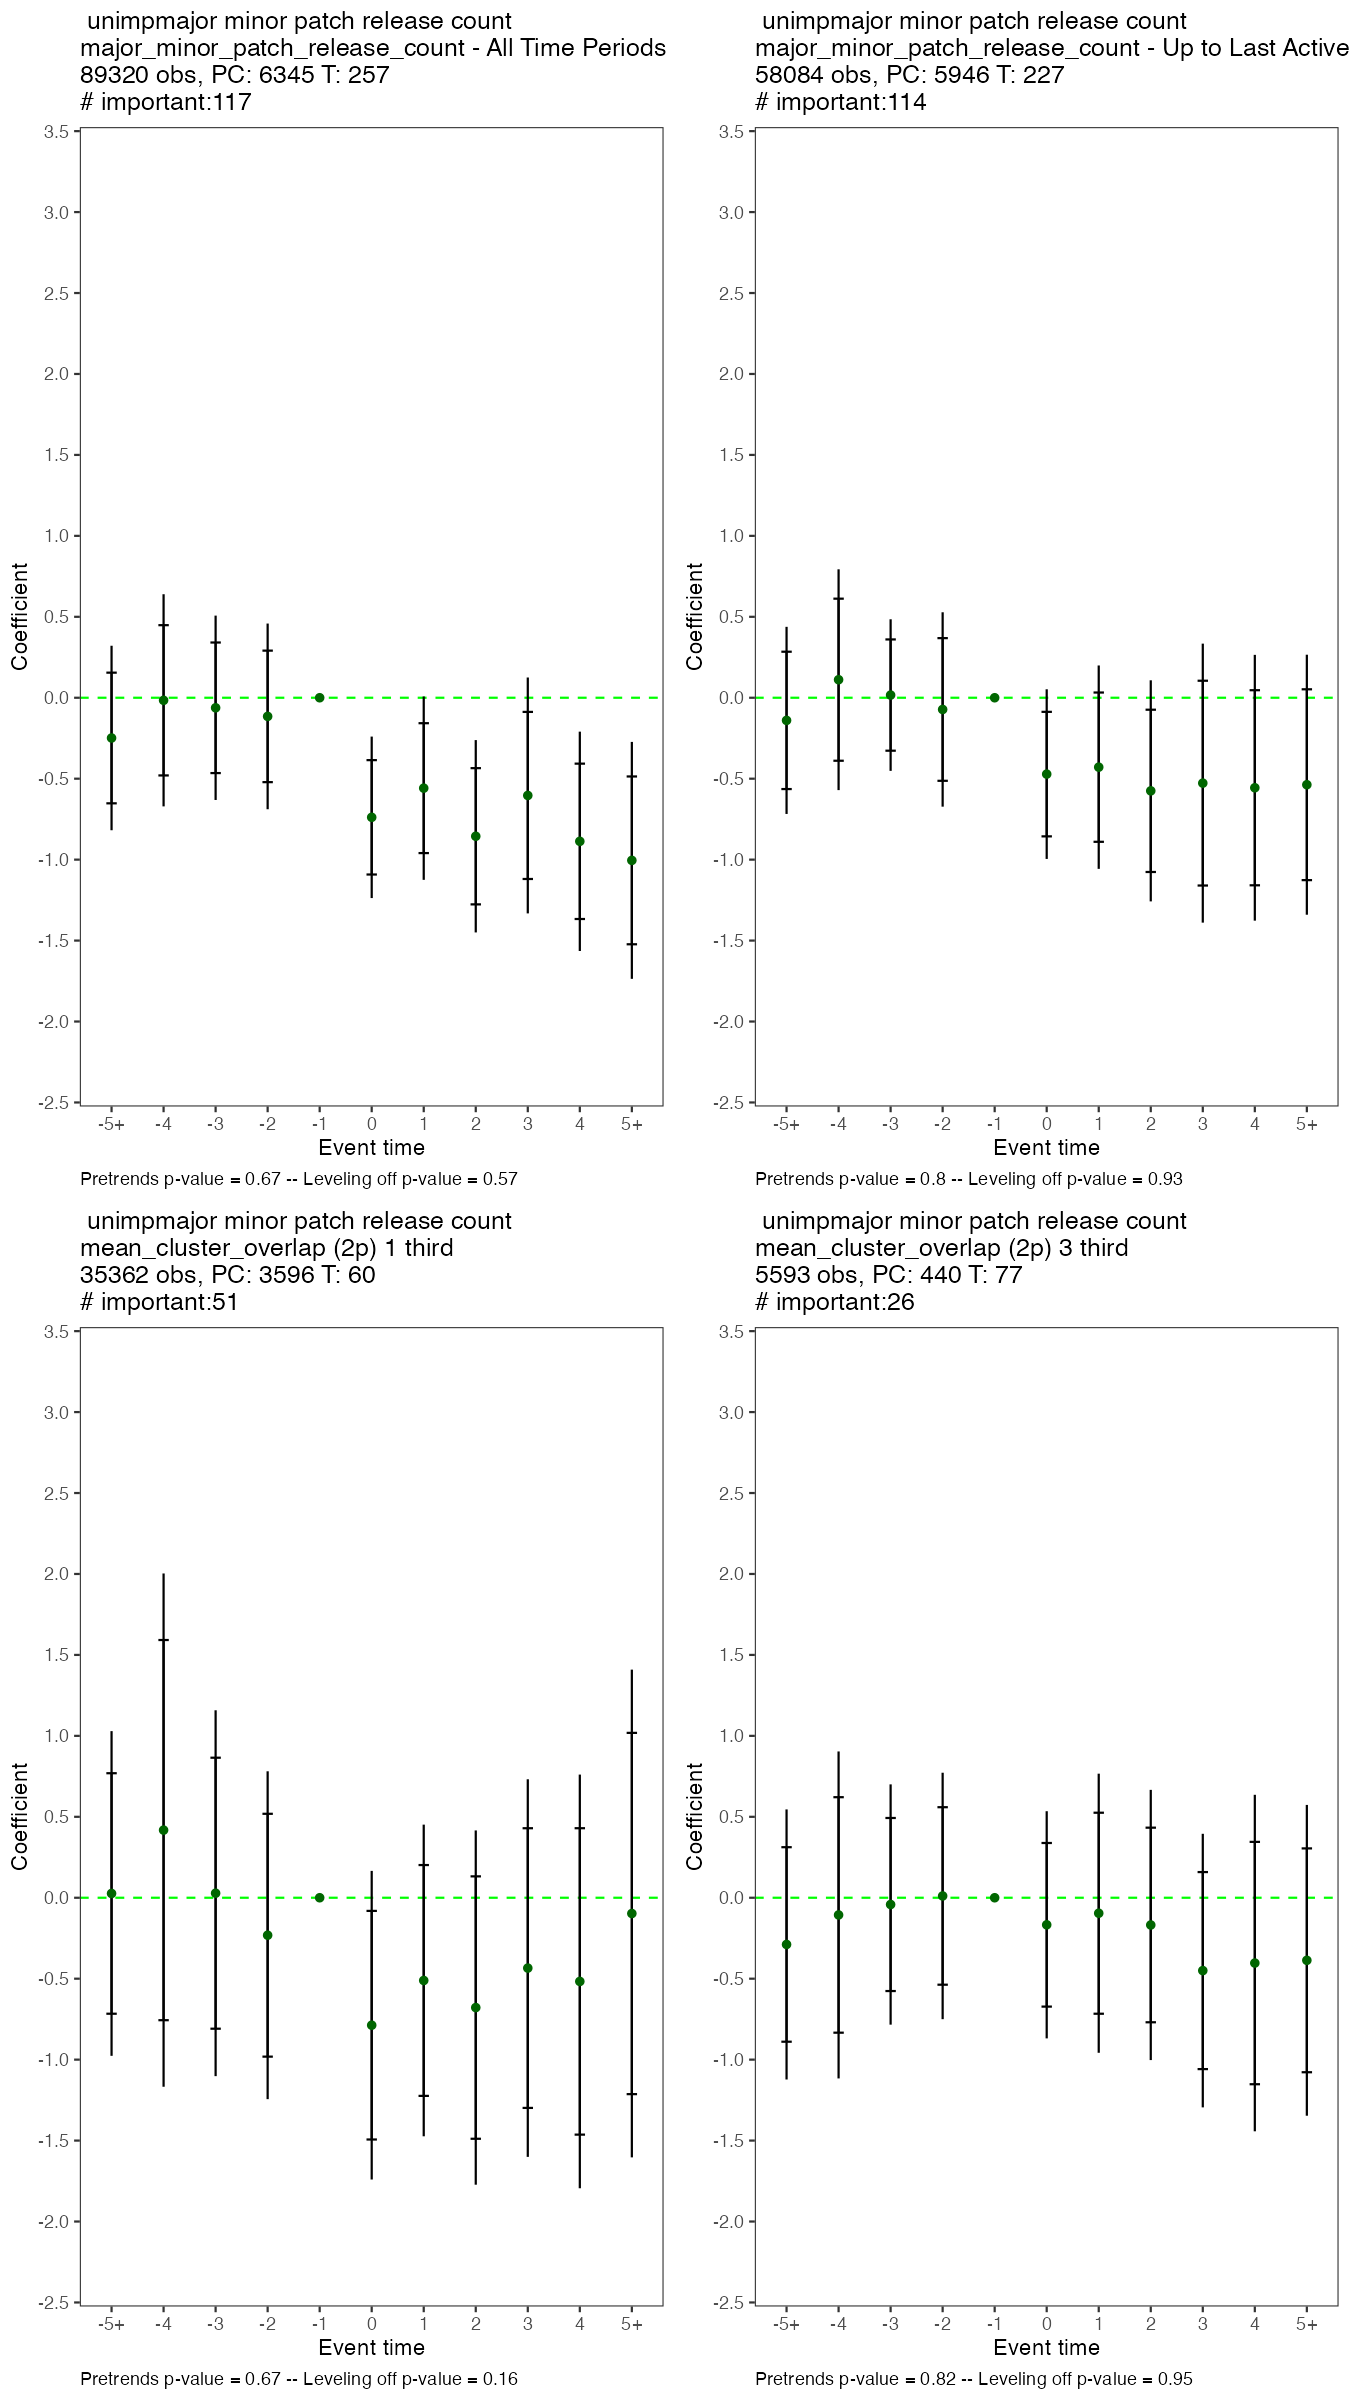 unimpmajor minor patch release count
major_minor_patch_release_count - All Time Periods
89320 obs, PC: 6345 T: 257
# important:117
3.5
3.0
2.5
2.0
1.5
1.0
0.5
0.0
-0.5
-1.0
-1.5
-2.0
-2.5
Coefficient
-5+ -4 -3 -2 -1 0 1 2 3 4 5+
Event time
Pretrends p-value = 0.67 -- Leveling off p-value = 0.57
unimpmajor minor patch release count
major_minor_patch_release_count - Up to Last Active
58084 obs, PC: 5946 T: 227
# important:114
3.5
3.0
2.5
2.0
1.5
1.0
0.5
0.0
-0.5
-1.0
-1.5
-2.0
-2.5
Coefficient
-5+ -4 -3 -2 -1 0 1 2 3 4 5+
Event time
Pretrends p-value = 0.8 -- Leveling off p-value = 0.93
unimpmajor minor patch release count
mean_cluster_overlap (2p) 1 third
35362 obs, PC: 3596 T: 60
# important:51
3.5
3.0
2.5
2.0
1.5
1.0
0.5
0.0
-0.5
-1.0
-1.5
-2.0
-2.5
Coefficient
-5+ -4 -3 -2 -1 0 1 2 3 4 5+
Event time
Pretrends p-value = 0.67 -- Leveling off p-value = 0.16
unimpmajor minor patch release count
mean_cluster_overlap (2p) 3 third
5593 obs, PC: 440 T: 77
# important:26
3.5
3.0
2.5
2.0
1.5
1.0
0.5
0.0
-0.5
-1.0
-1.5
-2.0
-2.5
Coefficient
-5+ -4 -3 -2 -1 0 1 2 3 4 5+
Event time
Pretrends p-value = 0.82 -- Leveling off p-value = 0.95